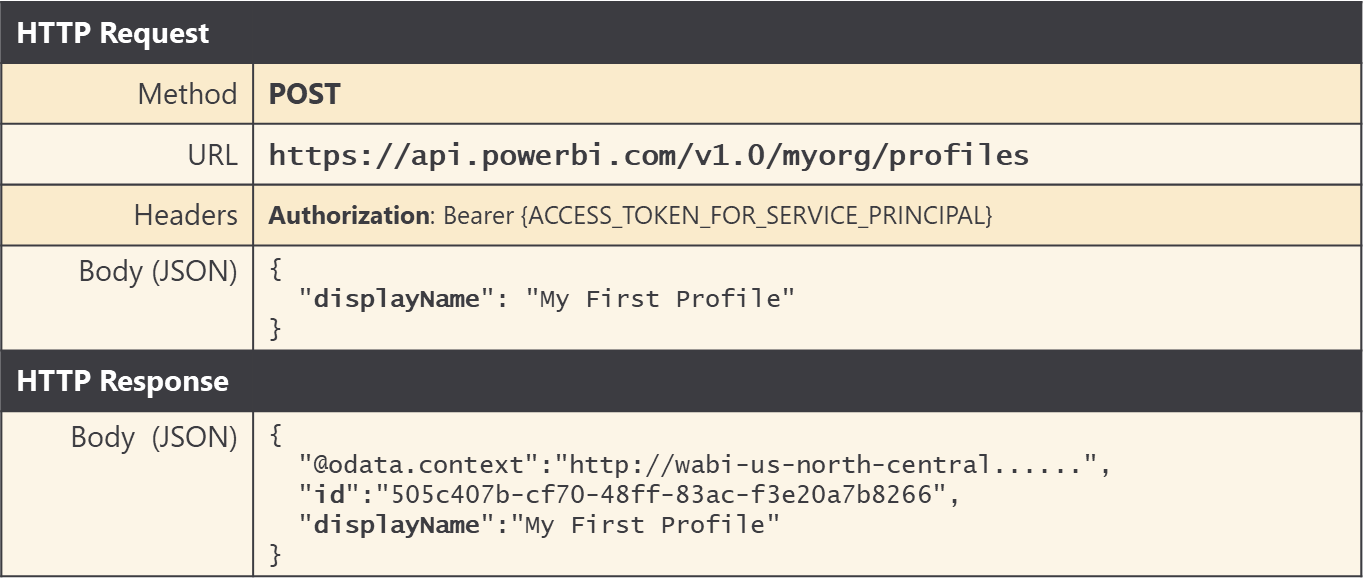 HTTP Request
Method POST
URL https://api.powerbi.com/v1.0/myorg/profiles
Headers Authorization: Bearer {ACCESS_TOKEN_FOR_SERVICE_PRINCIPAL}
Body (JSON) {
"displayName": "My First Profile"
}
HTTP Response
Body (JSON) {
"@odata.context":"http://wabi-us-north-central......",
"id":"505c407b-cf70-48ff-83ac-f3e20a7b8266",
"displayName":"My First Profile"
}